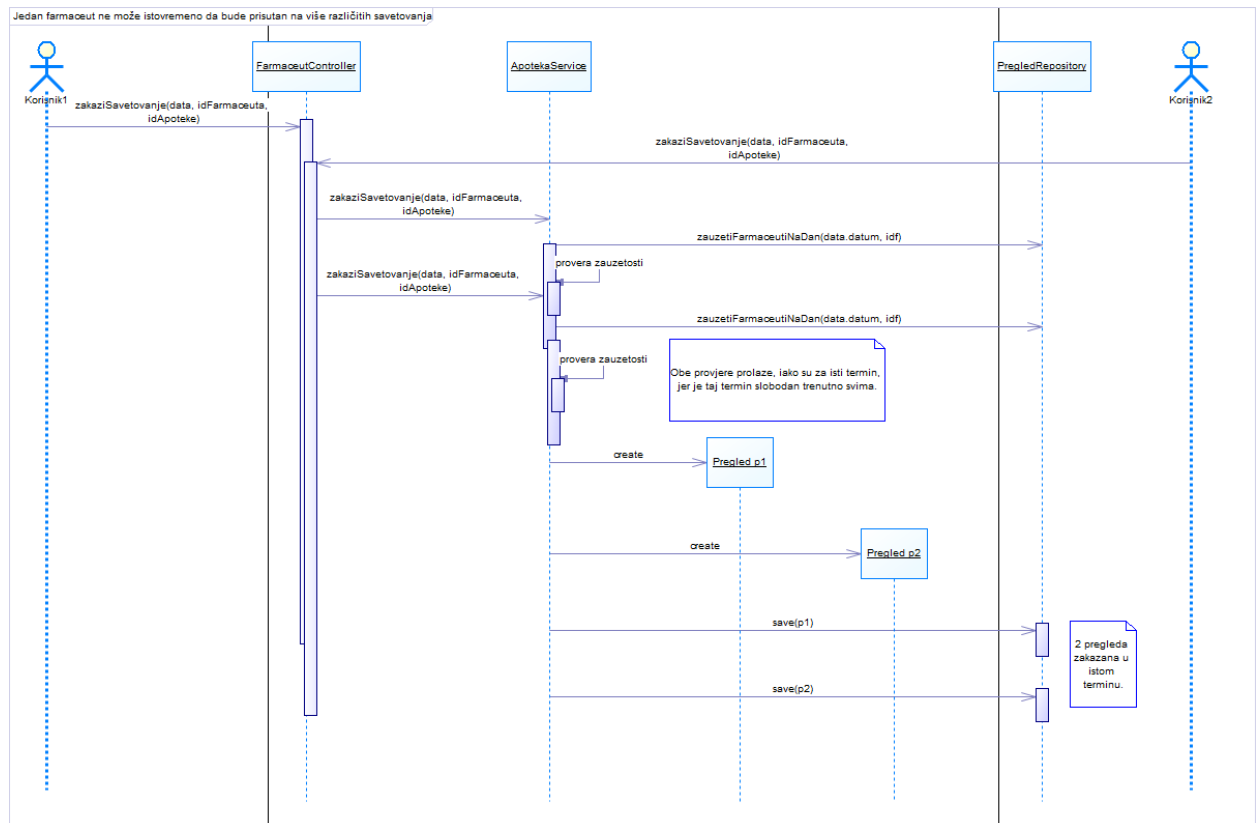 Jedan farmaceut ne može istovremeno da bude prisutan na više različitih savetovanja
FarmaceutController
ApotekaService
PregledRepository
Korisnik1
Korisnik2
zakaziSavetovanje(data, idFarmaceuta,
idApoteke)
zakaziSavetovanje(data, idFarmaceuta,
idApoteke)
zakaziSavetovanje(data, idFarmaceuta,
idApoteke)
zauzetiFarmaceutiNaDan(data.datum, idf)
provera zauzetosti
zakaziSavetovanje(data, idFarmaceuta,
idApoteke)
zauzetiFarmaceutiNaDan(data.datum, idf)
provera zauzetosti
Obe provjere prolaze, iako su za isti termin,
jer je taj termin slobodan trenutno svima.
create
Pregled p1
create
Pregled p2
save(p1)
2 pregleda
zakazana u
istom
terminu.
save(p2)